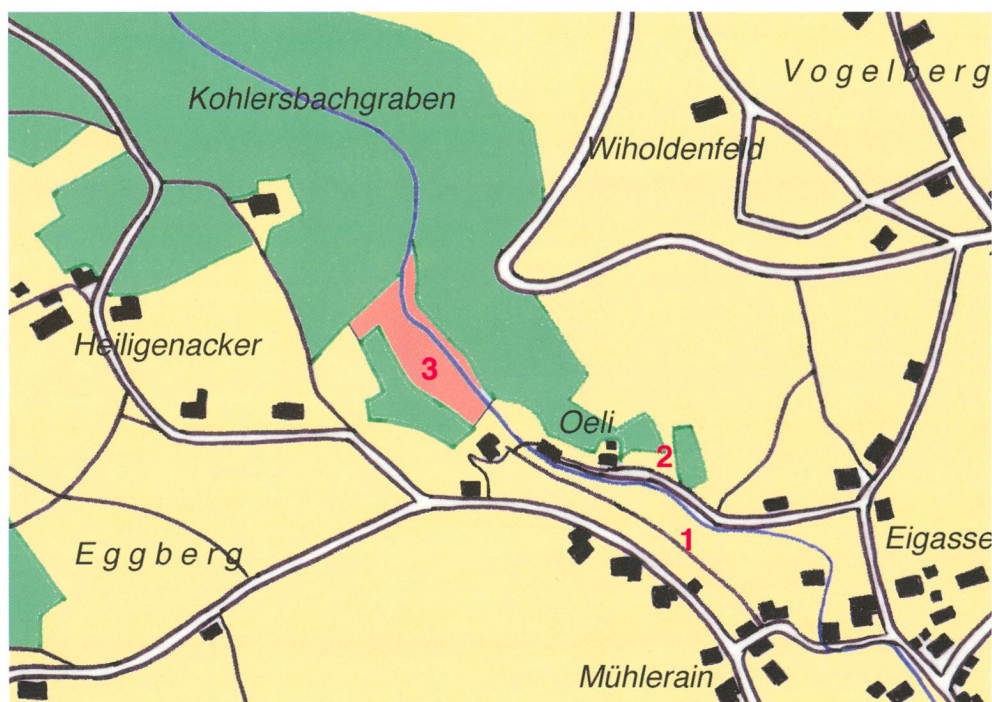 Vogelberg
Kohlersbachgraben
Wiholdenfeld
Heiligenacker
3
Oeli
2
1
Eggberg
Eigasse
Mühlerain